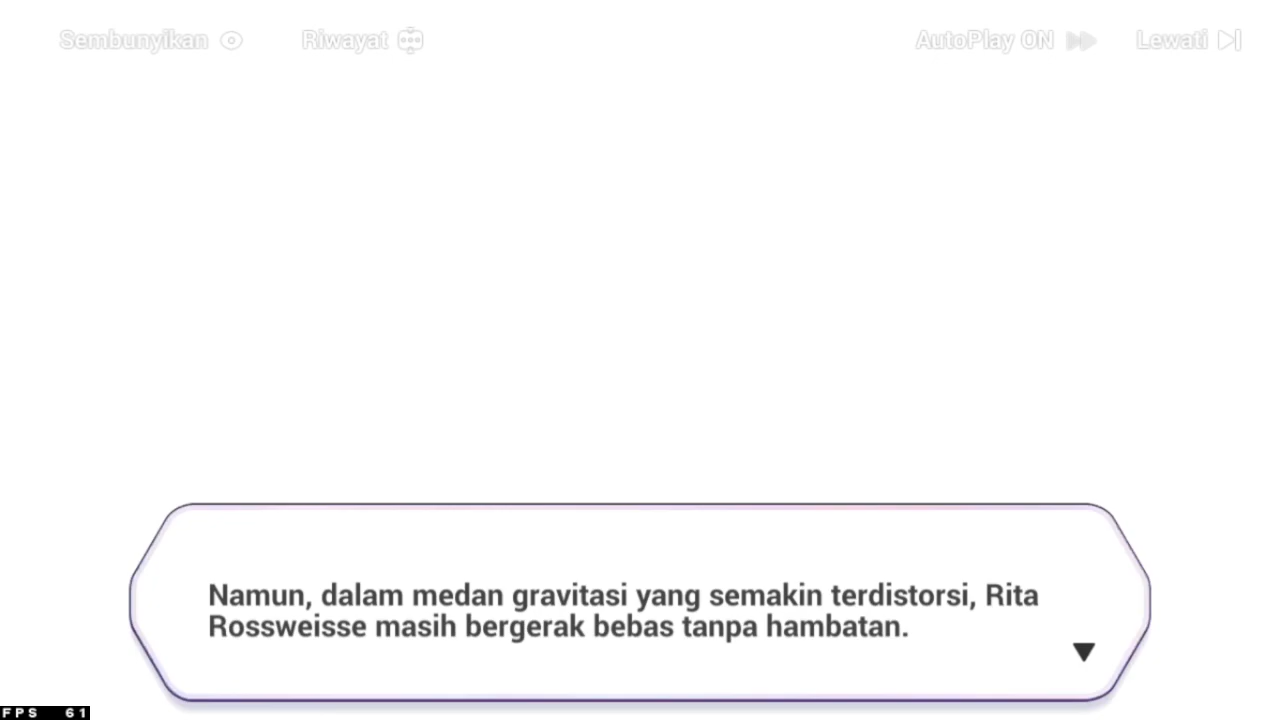 Sembunyikan
Riwayat
AutoPlay ON
Lewati
Namun, dalam medan gravitasi yang semakin terdistorsi, Rita
Rossweisse masih bergerak bebas tanpa hambatan.
FPS 61